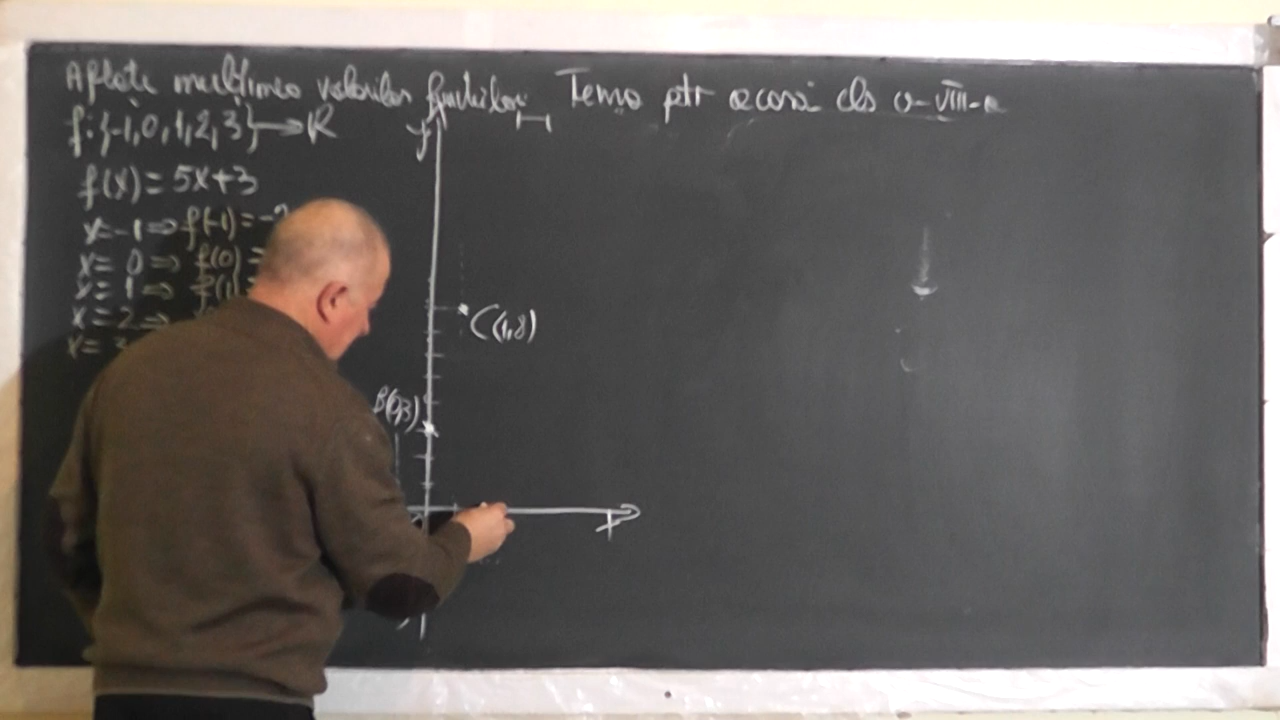 Aflati multimea valorilor functiilor Tema ptr acasa cls a-VIII-a
f:{-1,0,1,2,3}→R
f(x)=5x+3
x=-1⇒f(-1)=-2
x=0⇒f(0)=
x=1⇒f(1)=
x=2⇒
x=
y
C(1,8)
B(0,3)
x